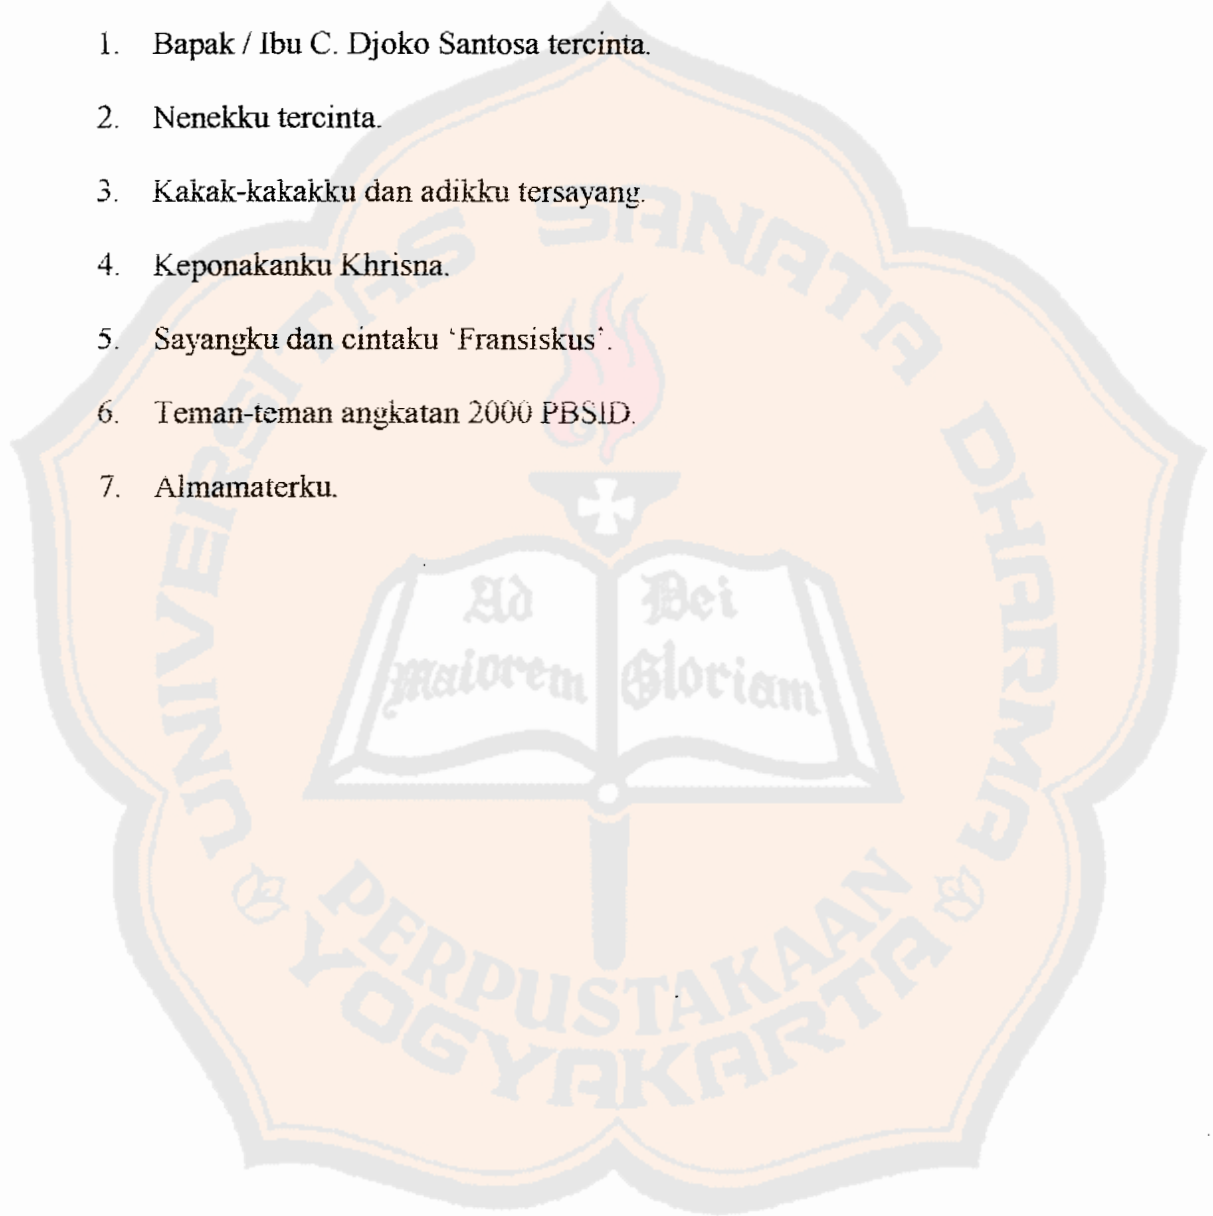 1. Bapak / Ibu C. Djoko Santosa tercinta.
2. Nenekku tercinta.
3. Kakak-kakakku dan adikku tersayang.
4. Keponakanku Khrisna.
5. Sayangku dan cintaku ‘Fransiskus’.
6. Teman-teman angkatan 2000 PBSID.
7. Almamaterku.
UNIVERSITAS SANATA DHARMA
Ad Dei
maiorem Gloriam
PERPUSTAKAAN
YOGYAKARTA